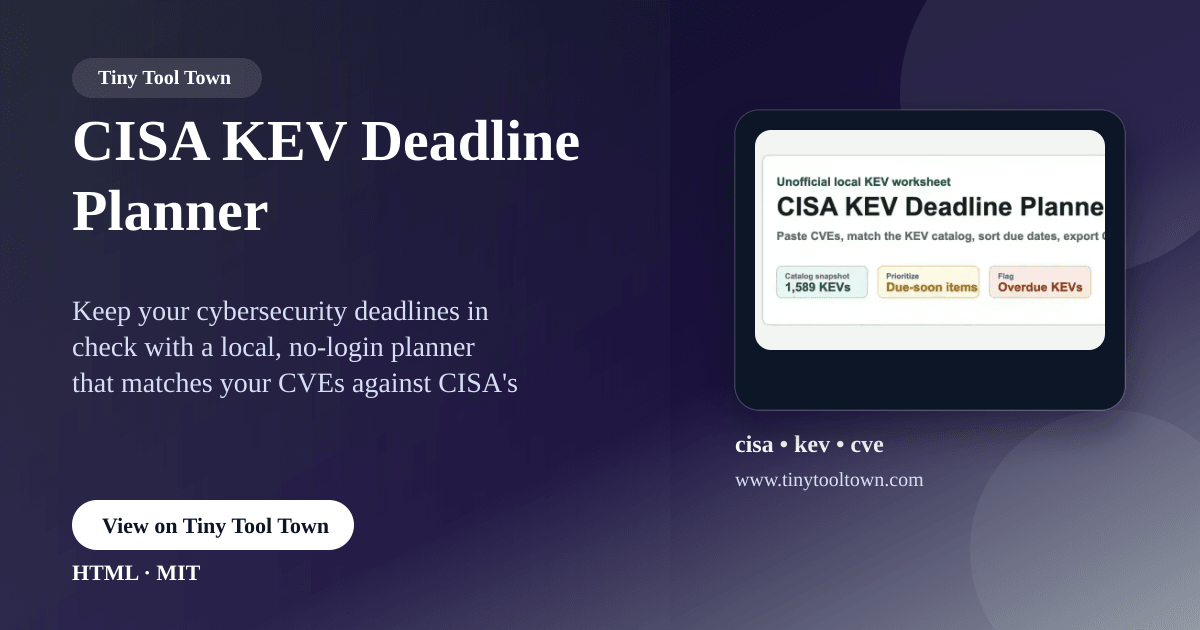 Tiny Tool Town
CISA KEV Deadline
Planner
Keep your cybersecurity deadlines in
check with a local, no-login planner
that matches your CVEs against CISA's
View on Tiny Tool Town
HTML · MIT
Unofficial local KEV worksheet
CISA KEV Deadline Planne
Paste CVEs, match the KEV catalog, sort due dates, export
Catalog snapshot
1,589 KEVs
Prioritize
Due-soon items
Flag
Overdue KEVs
cisa • kev • cve
www.tinytooltown.com